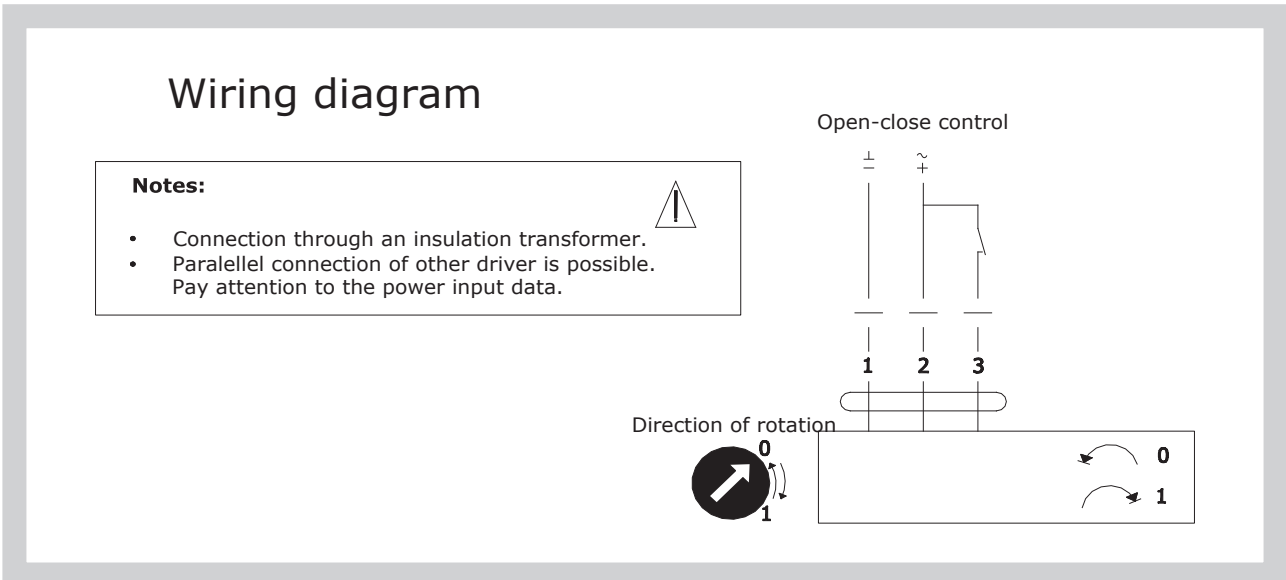 Wiring diagram
Open-close control
Notes:
• Connection through an insulation transformer.
• Paralellel connection of other driver is possible.
Pay attention to the power input data.
⊥ ~
− +
1 2 3
Direction of rotation
0
1
0
1